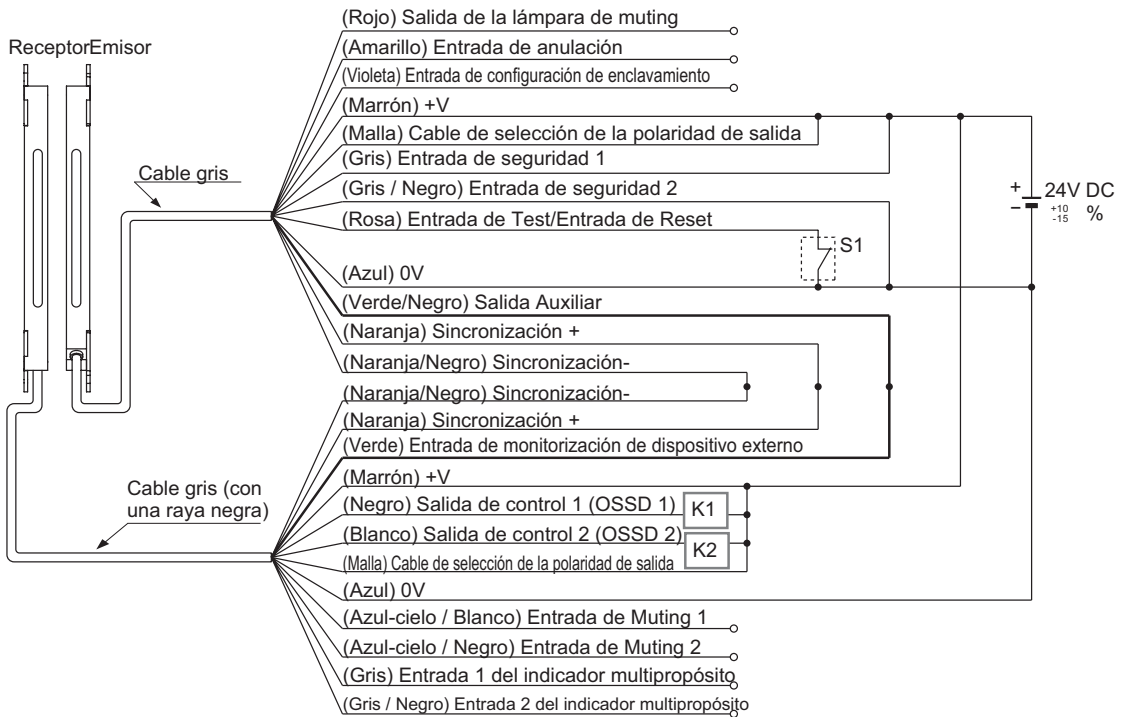 (Rojo) Salida de la lámpara de muting
ReceptorEmisor
(Amarillo) Entrada de anulación
(Violeta) Entrada de configuración de enclavamiento
(Marrón) +V
(Malla) Cable de selección de la polaridad de salida
(Gris) Entrada de seguridad 1
Cable gris
(Gris / Negro) Entrada de seguridad 2
+ 24V DC
− +10 %
-15
(Rosa) Entrada de Test/Entrada de Reset
S1
(Azul) 0V
(Verde/Negro) Salida Auxiliar
(Naranja) Sincronización +
(Naranja/Negro) Sincronización-
(Naranja/Negro) Sincronización-
(Naranja) Sincronización +
(Verde) Entrada de monitorización de dispositivo externo
(Marrón) +V
Cable gris (con
una raya negra)
(Negro) Salida de control 1 (OSSD 1)
K1
(Blanco) Salida de control 2 (OSSD 2)
K2
(Malla) Cable de selección de la polaridad de salida
(Azul) 0V
(Azul-cielo / Blanco) Entrada de Muting 1
(Azul-cielo / Negro) Entrada de Muting 2
(Gris) Entrada 1 del indicador multipropósito
(Gris / Negro) Entrada 2 del indicador multipropósito